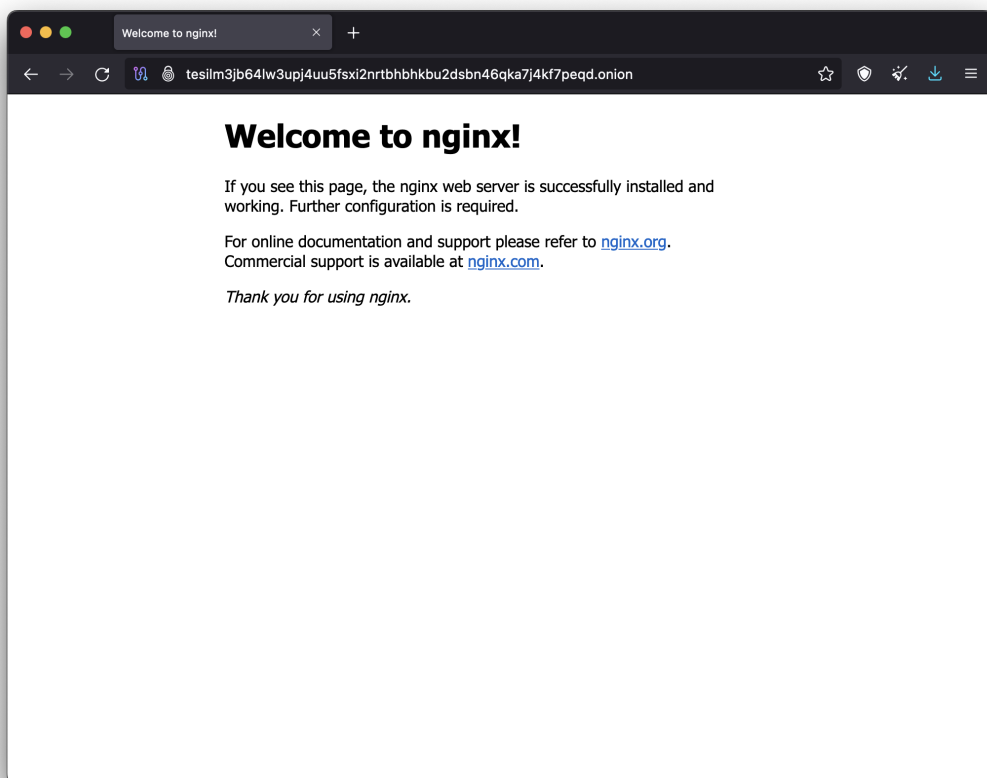 Welcome to nginx!
tesilm3jb64lw3upj4uu5fsxi2nrtbhbhkbu2dsbn46qka7j4kf7peqd.onion
Welcome to nginx!
If you see this page, the nginx web server is successfully installed and
working. Further configuration is required.
For online documentation and support please refer to nginx.org.
Commercial support is available at nginx.com.
Thank you for using nginx.